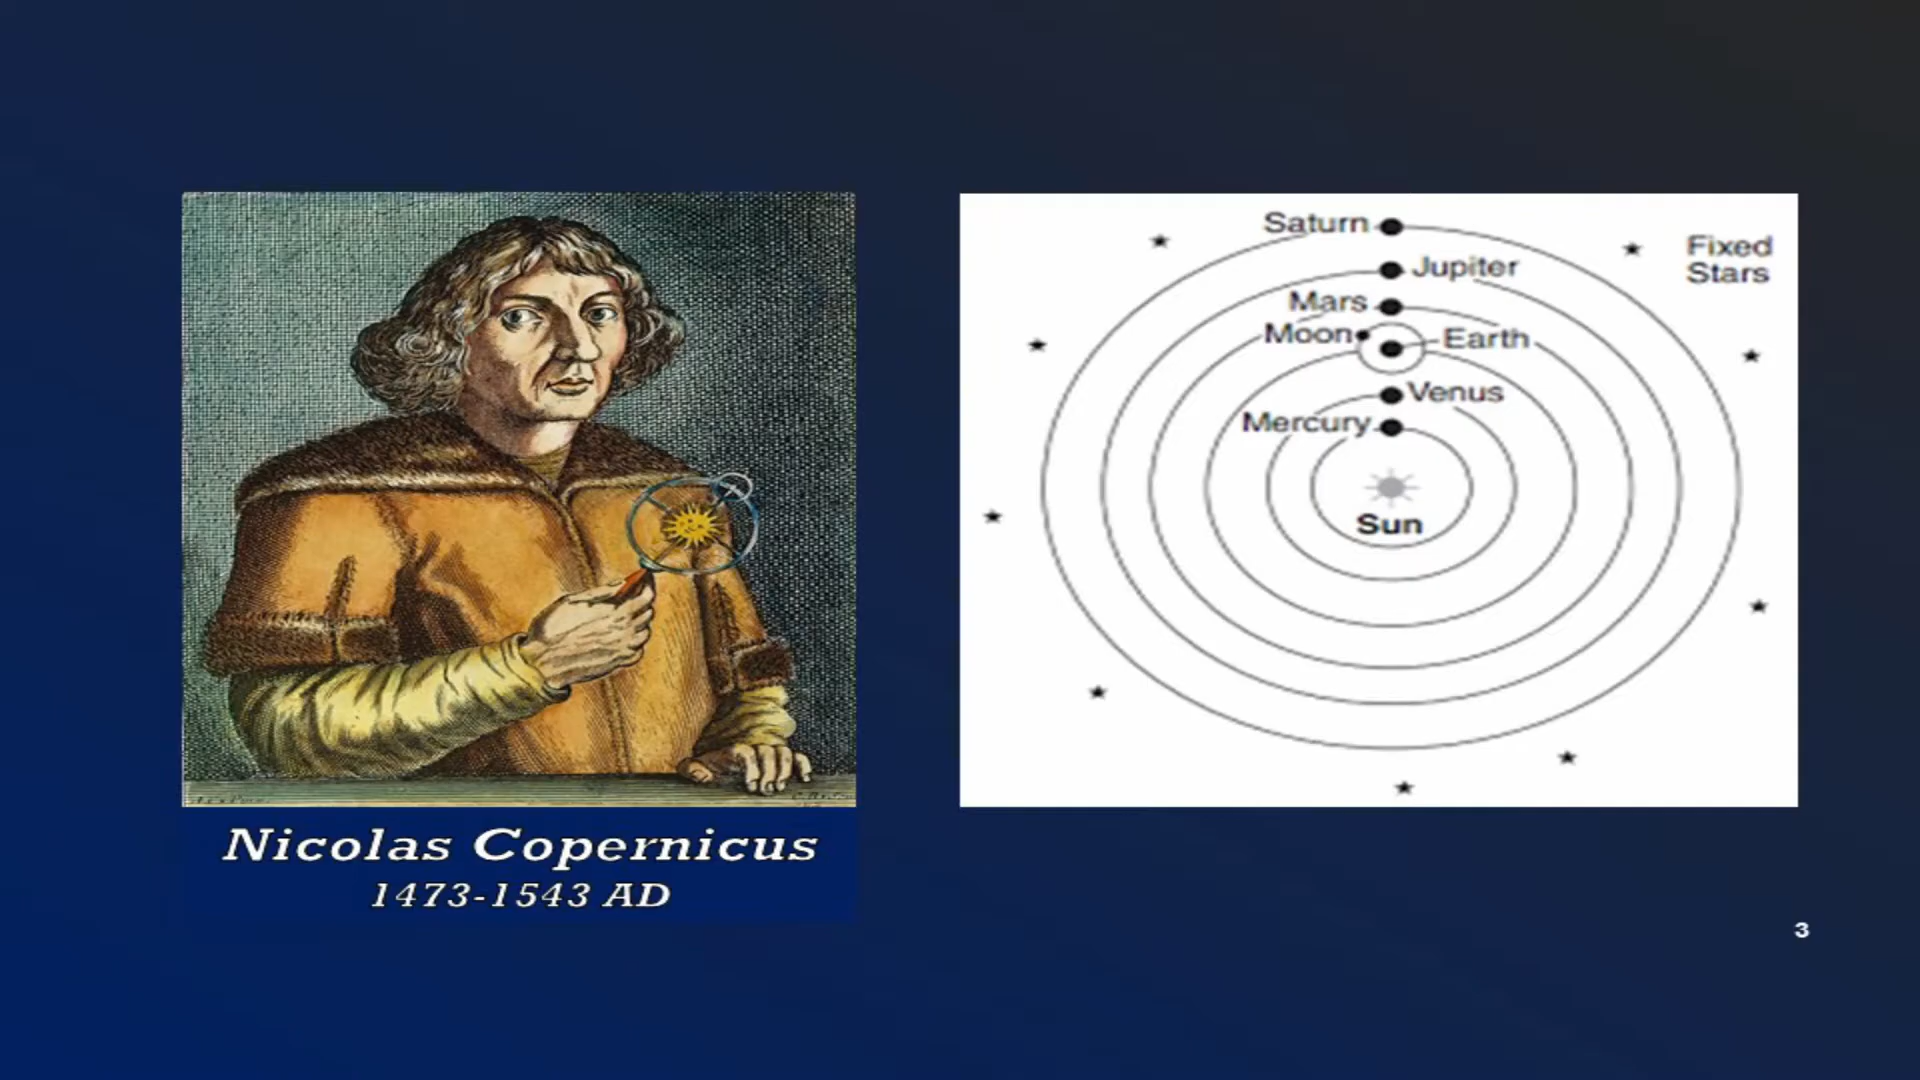 Nicolas Copernicus
1473-1543 AD
Saturn
Jupiter
Mars
Moon
Earth
Venus
Mercury
Sun
Fixed
Stars
3